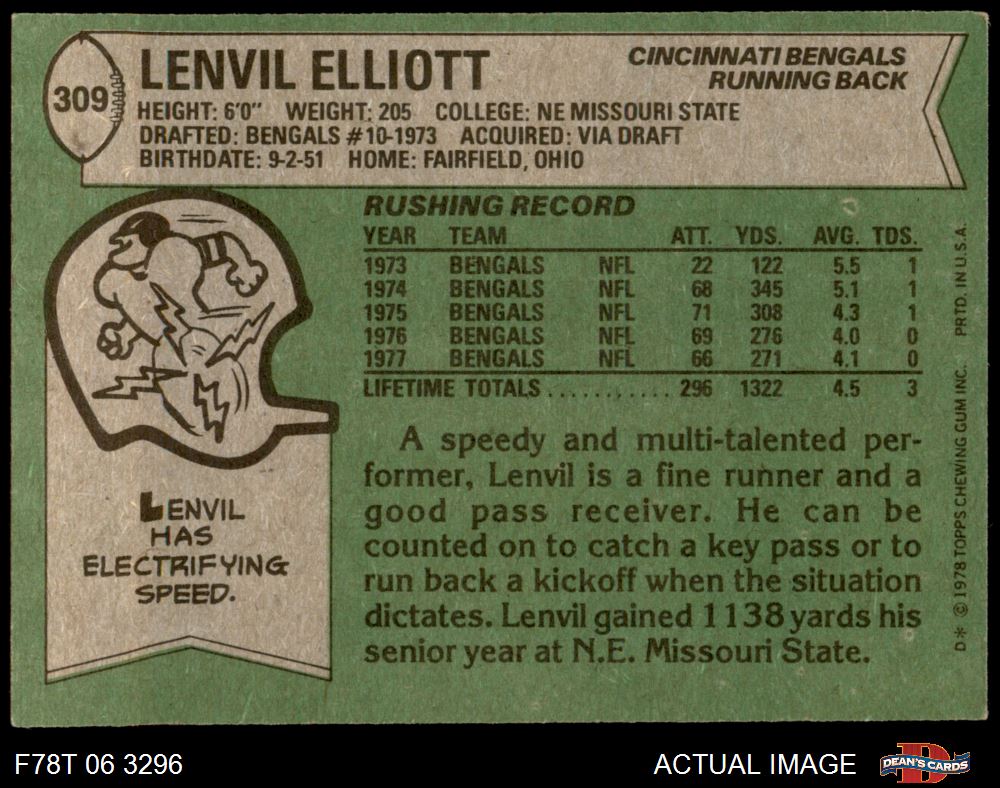 309
LENVIL ELLIOTT
CINCINNATI BENGALS
RUNNING BACK
HEIGHT: 6'0" WEIGHT: 205 COLLEGE: NE MISSOURI STATE
DRAFTED: BENGALS #10-1973 ACQUIRED: VIA DRAFT
BIRTHDATE: 9-2-51 HOME: FAIRFIELD, OHIO
RUSHING RECORD
YEAR TEAM ATT. YDS. AVG. TDS.
1973 BENGALS NFL 22 122 5.5 1
1974 BENGALS NFL 68 345 5.1 1
1975 BENGALS NFL 71 308 4.3 1
1976 BENGALS NFL 69 276 4.0 0
1977 BENGALS NFL 66 271 4.1 0
LIFETIME TOTALS............ 296 1322 4.5 3
A speedy and multi-talented per-
former, Lenvil is a fine runner and a
good pass receiver. He can be
counted on to catch a key pass or to
run back a kickoff when the situation
dictates. Lenvil gained 1138 yards his
senior year at N.E. Missouri State.
LENVIL
HAS
ELECTRIFYING
SPEED.
D* © 1978 TOPPS CHEWING GUM INC. PRTD. IN U.S.A.
F78T 06 3296
ACTUAL IMAGE
D
DEAN'S CARDS